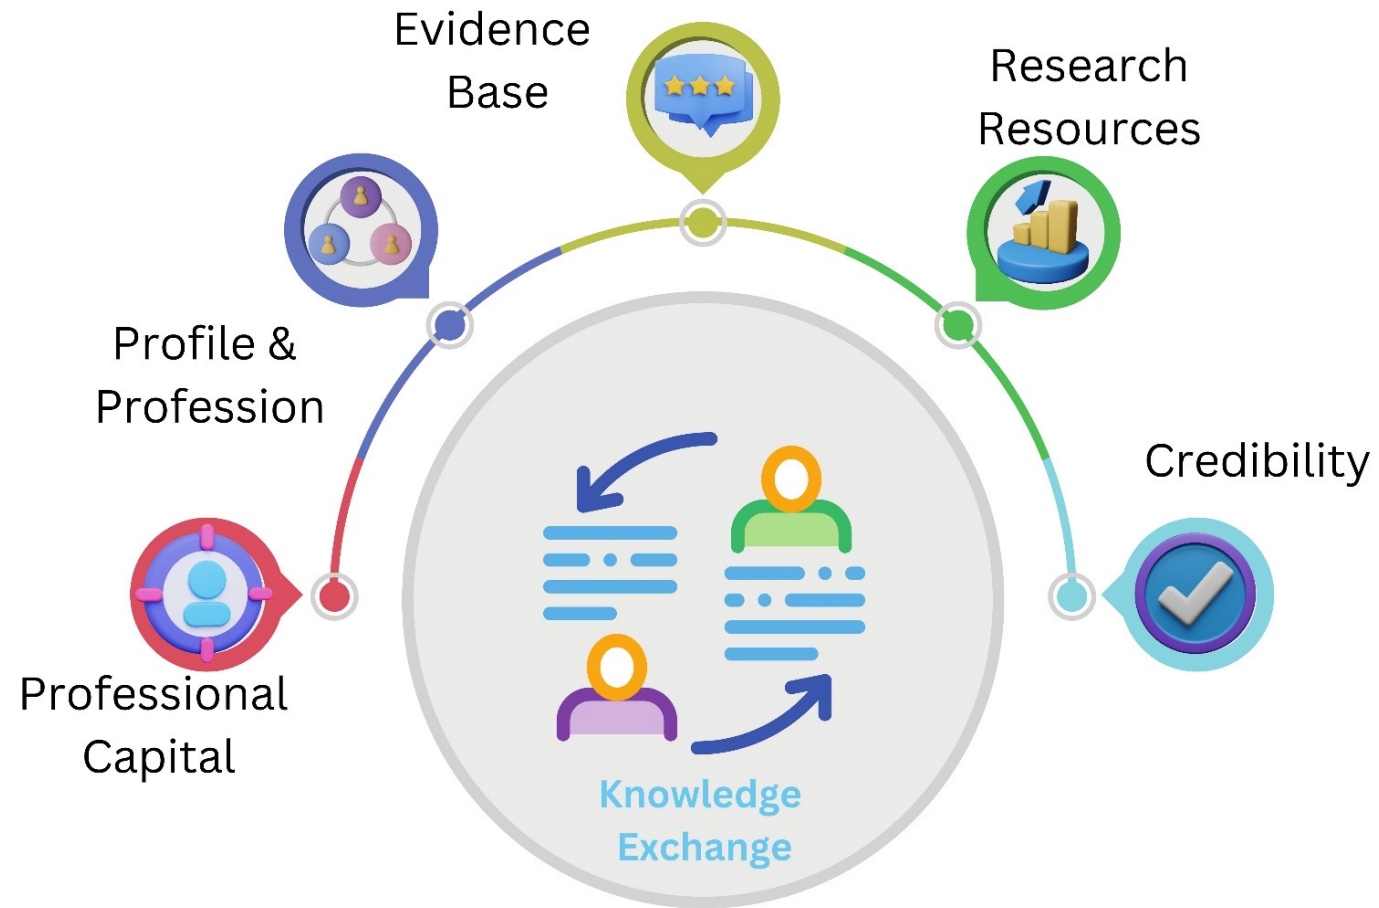 Evidence
Base
Research
Resources
Profile &
Profession
Credibility
Professional
Capital
Knowledge
Exchange